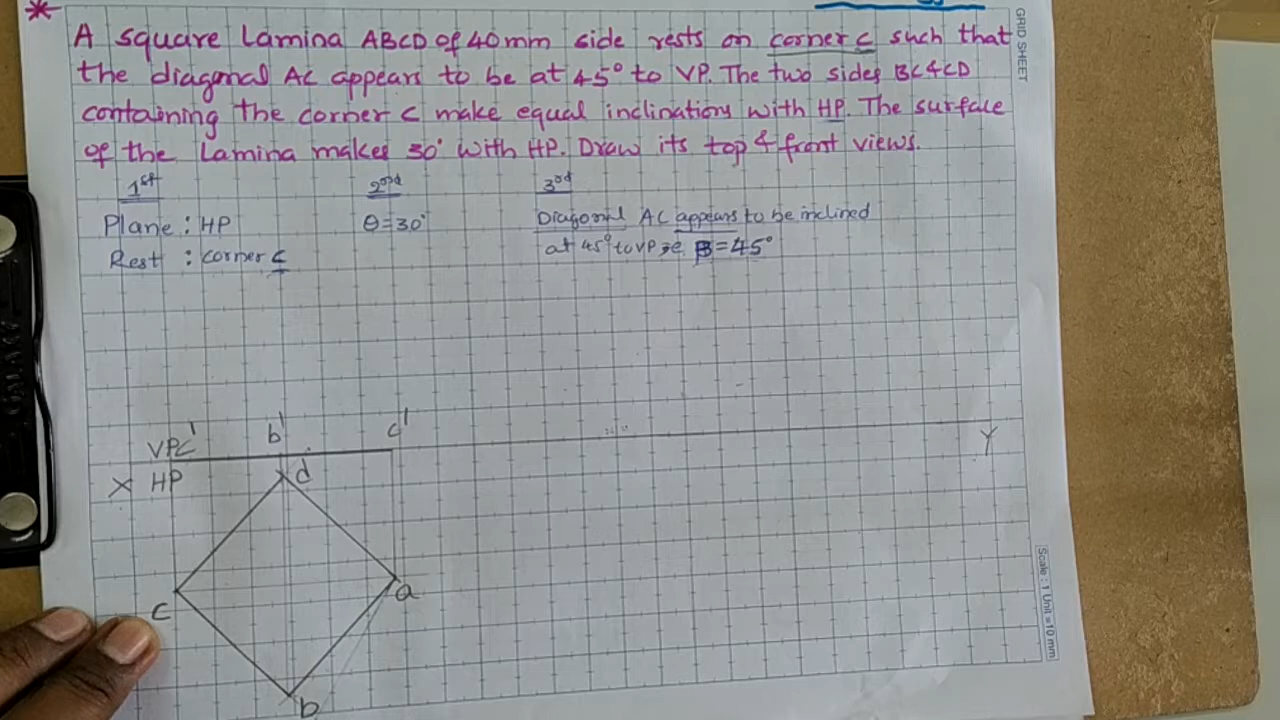 A square Lamina ABCD of 40mm side rests on corner C such that
the diagonal AC appears to be at 45° to VP. The two sides BC & CD
containing the corner C make equal inclinations with HP. The surface
of the Lamina makes 30° with HP. Draw its top & front views.
1st 2nd 3rd
Plane : HP θ=30° Diagonal AC appears to be inclined
Rest : corner C at 45° to VP ie β=45°
VP c' b' c'
X HP d Y
c a
b
GRID SHEET
Scale : 1 Unit = 10 mm